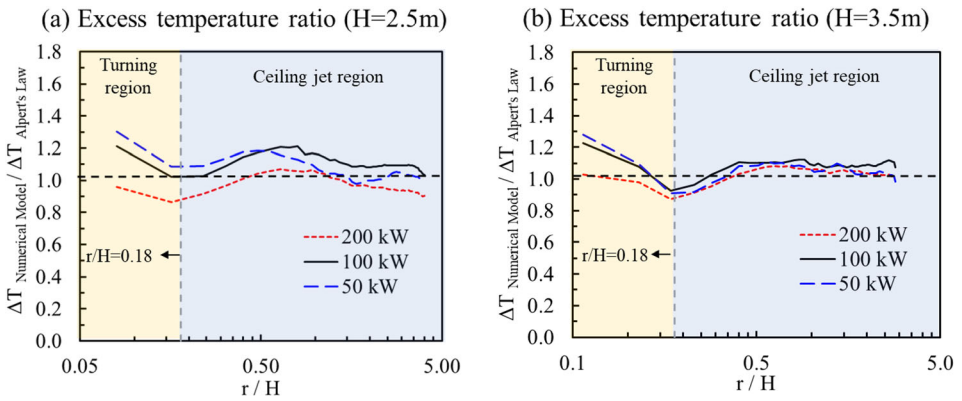 (a) Excess temperature ratio (H=2.5m)
ΔT Numerical Model / ΔT Alpert's Law
1.8
1.6
1.4
1.2
1.0
0.8
0.6
0.4
0.2
0.0
Turning
region
Ceiling jet region
r/H=0.18
200 kW
100 kW
50 kW
0.05
0.50
5.00
r / H
(b) Excess temperature ratio (H=3.5m)
ΔT Numerical Model / ΔT Alpert's Law
1.8
1.6
1.4
1.2
1.0
0.8
0.6
0.4
0.2
0.0
Turning
region
Ceiling jet region
r/H=0.18
200 kW
100 kW
50 kW
0.1
0.5
5.0
r / H